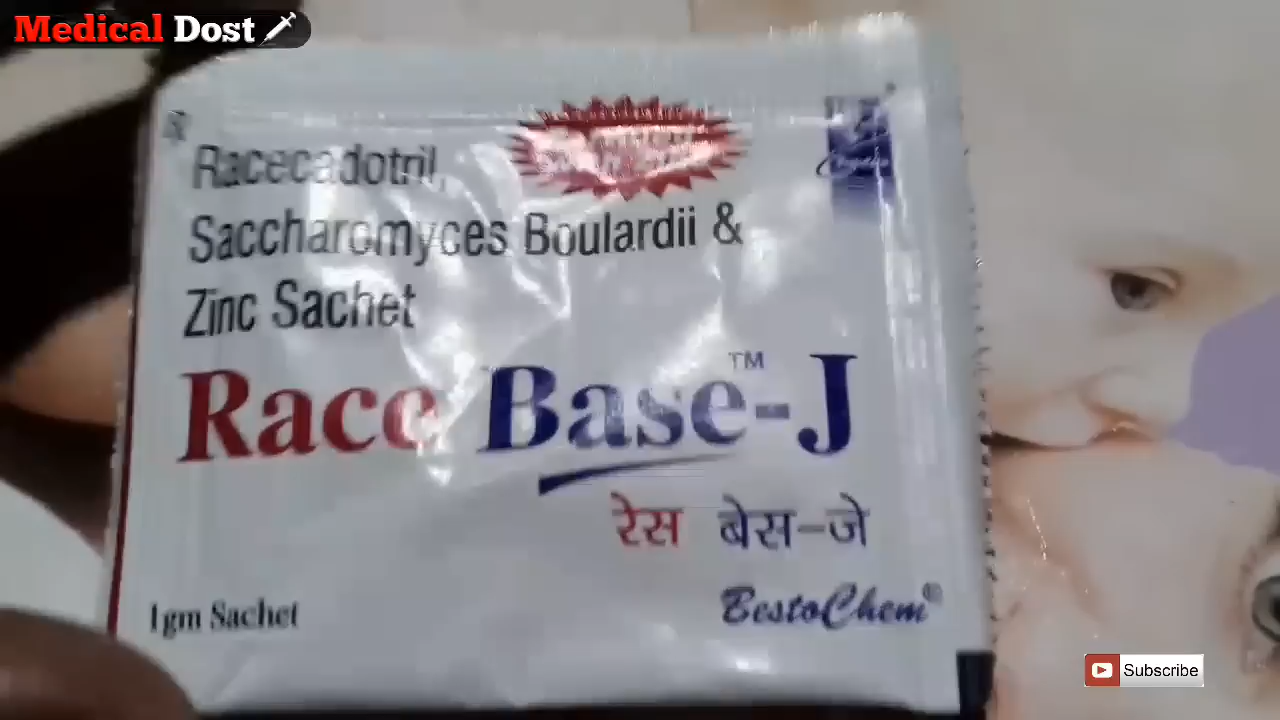 Medical Dost
Racecadotril,
Saccharomyces Boulardii &
Zinc Sachet
Race Base-J
TM
रेस बेस-जे
1gm Sachet
BestoChem®
Subscribe